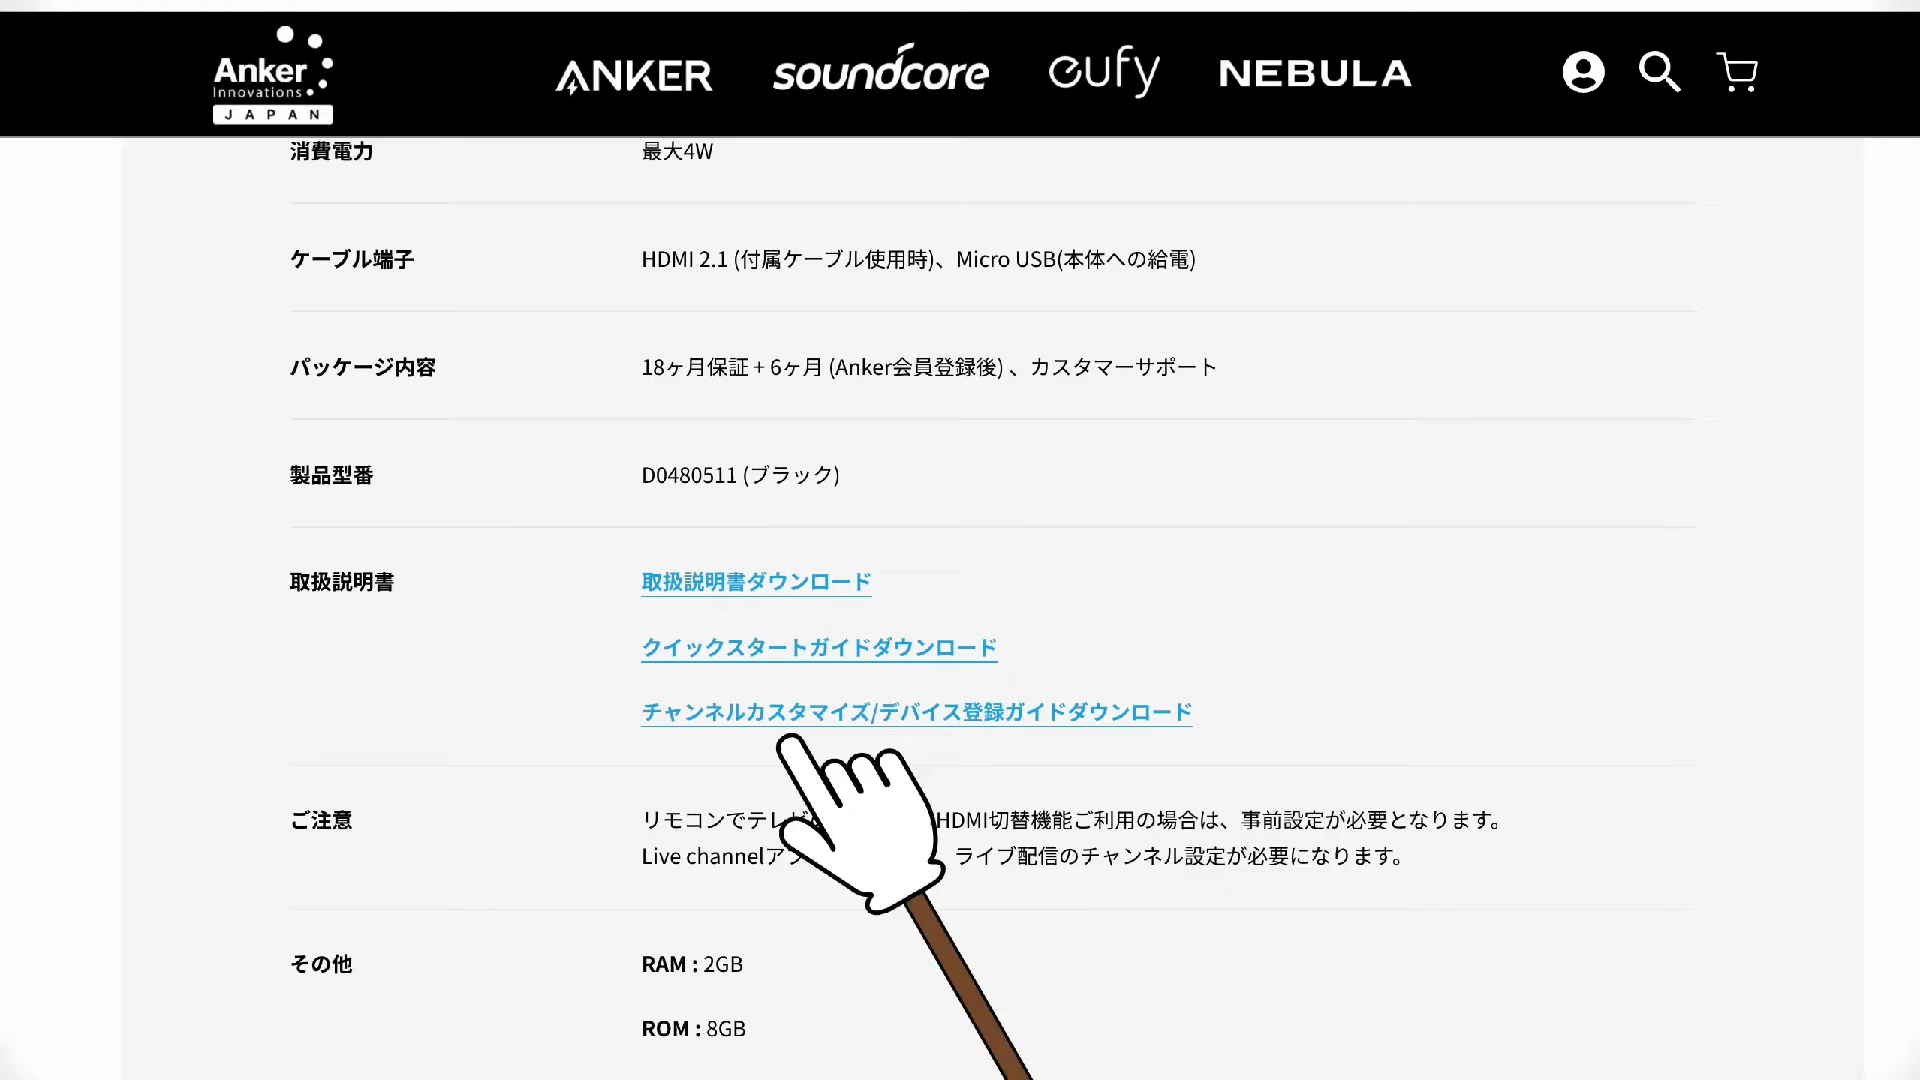 Anker
Innovations
JAPAN
ANKER
soundcore
eufy
NEBULA
消費電力
最大4W
ケーブル端子
HDMI 2.1 (付属ケーブル使用時)、Micro USB(本体への給電)
パッケージ内容
18ヶ月保証 + 6ヶ月 (Anker会員登録後) 、カスタマーサポート
製品型番
D0480511 (ブラック)
取扱説明書
取扱説明書ダウンロード
クイックスタートガイドダウンロード
チャンネルカスタマイズ/デバイス登録ガイドダウンロード
ご注意
リモコンでテレビ HDMI切替機能ご利用の場合は、事前設定が必要となります。
Live channelア ライブ配信のチャンネル設定が必要になります。
その他
RAM : 2GB
ROM : 8GB